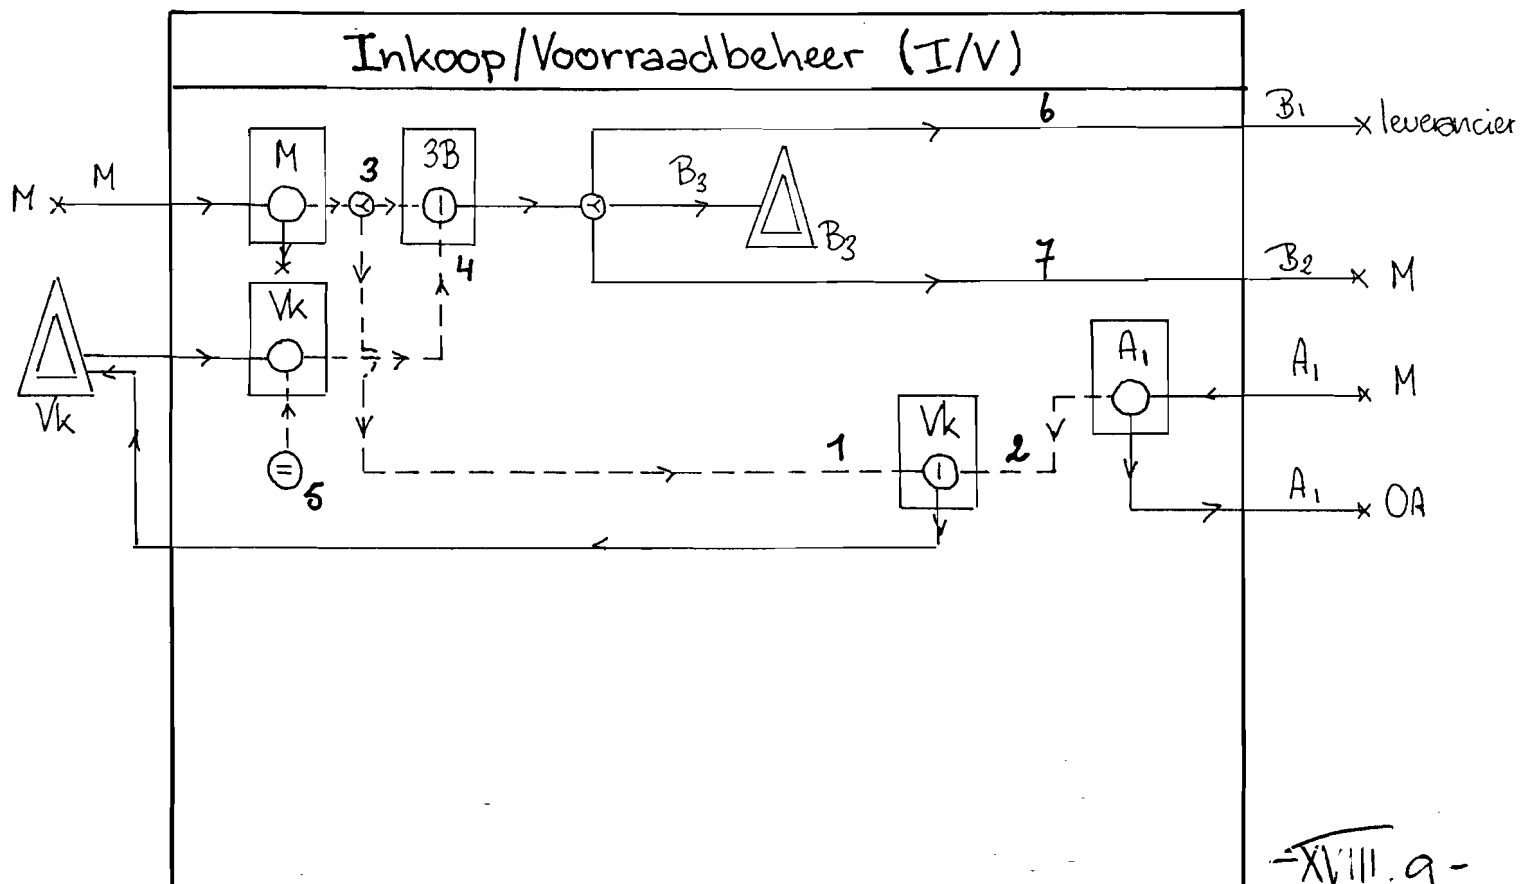 Inkoop/Voorraadbeheer (I/V)
6
B1
leverancier
M
M
M
3
3B
B3
B3
4
7
B2
M
Vk
Vk
A1
A1
M
Vk
1
2
=
5
A1
OA
-XVIII.a-